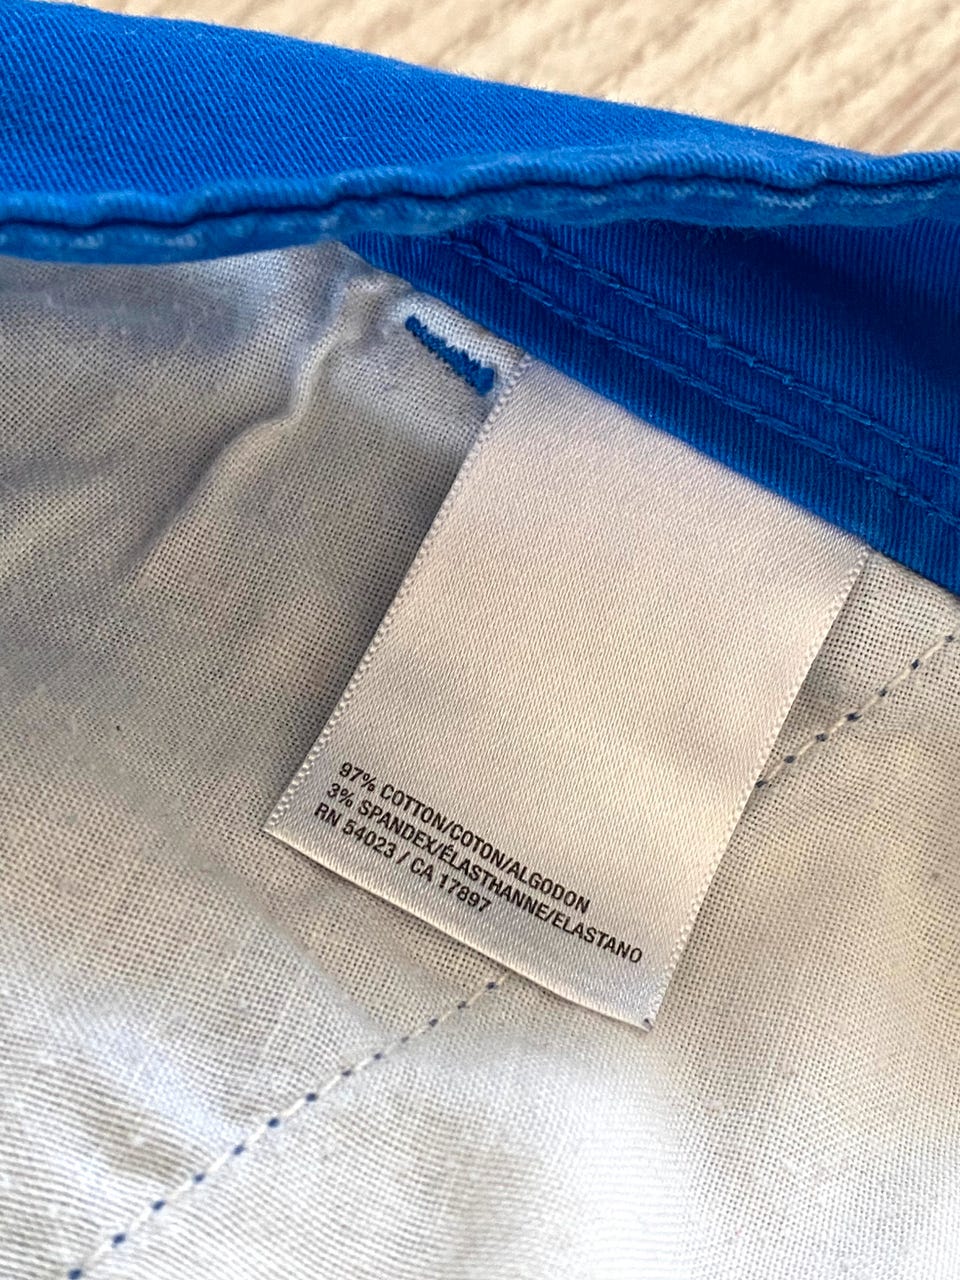 97% COTTON/COTON/ALGODON
3% SPANDEX/ÉLASTHANNE/ELASTANO
RN 54023 / CA 17897